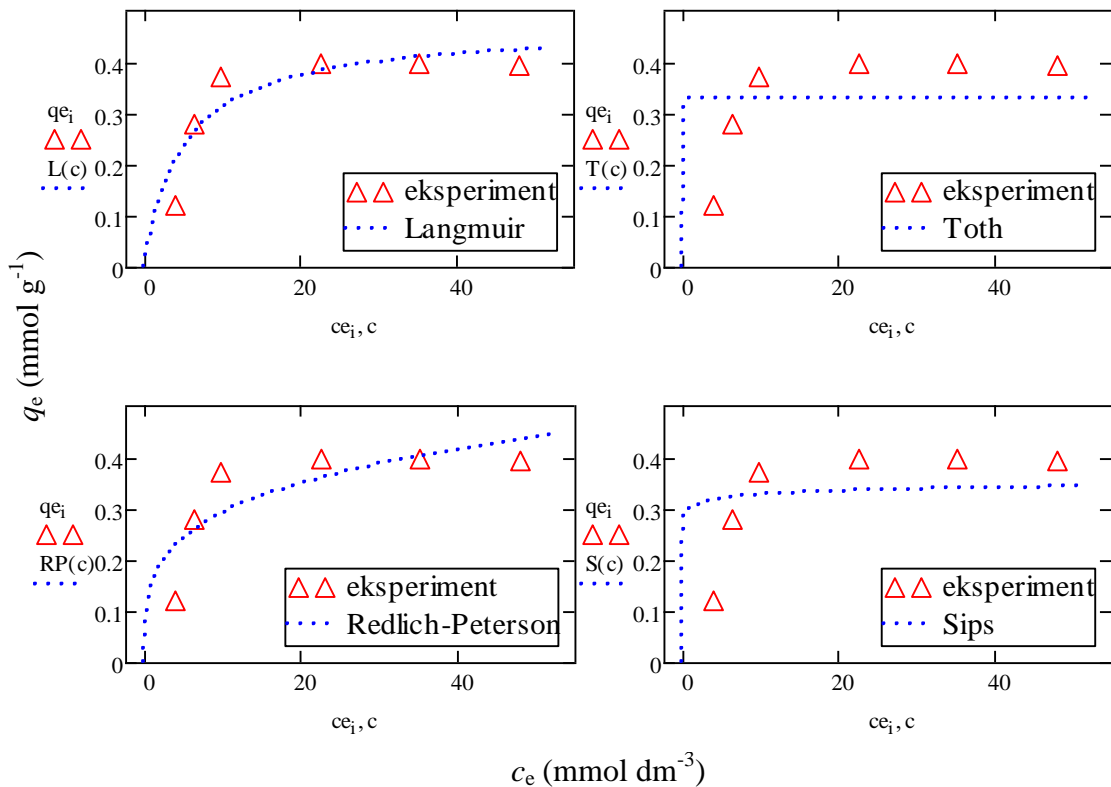 q_e (mmol g⁻¹)
0.4
0.3
0.2
0.1
0
qe_i
L(c)
eksperiment
Langmuir
0 20 40
ce_i, c
0.4
0.3
0.2
0.1
0
qe_i
T(c)
eksperiment
Toth
0 20 40
ce_i, c
0.4
0.3
0.2
0.1
0
qe_i
RP(c)
eksperiment
Redlich-Peterson
0 20 40
ce_i, c
0.4
0.3
0.2
0.1
0
qe_i
S(c)
eksperiment
Sips
0 20 40
ce_i, c
c_e (mmol dm⁻³)